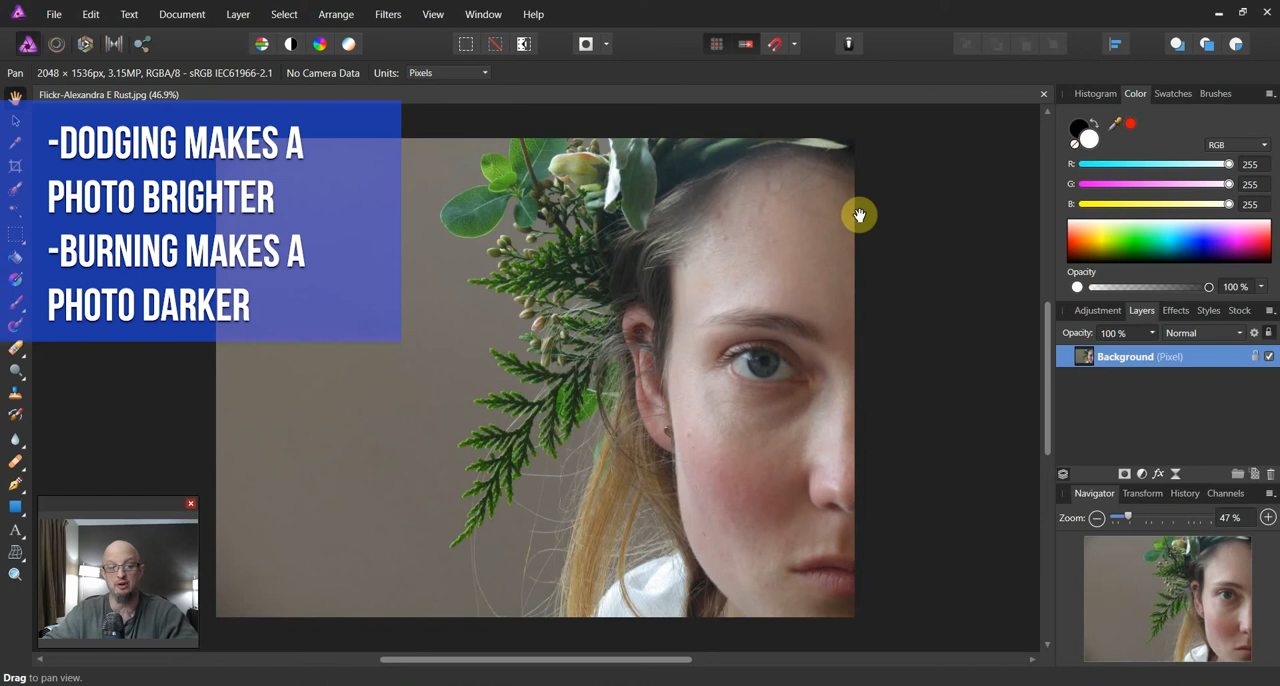 File Edit Text Document Layer Select Arrange Filters View Window Help
Pan 2048 × 1536px, 3.15MP, RGBA/8 - sRGB IEC61966-2.1 No Camera Data Units: Pixels
Flickr-Alexandra E Rust.jpg (46.9%)
-DODGING MAKES A
PHOTO BRIGHTER
-BURNING MAKES A
PHOTO DARKER
Histogram Color Swatches Brushes
RGB
R: 255
G: 255
B: 255
Opacity
100 %
Adjustment Layers Effects Styles Stock
Opacity: 100 % Normal
Background (Pixel)
fx
Navigator Transform History Channels
Zoom: 47 %
A
Drag to pan view.